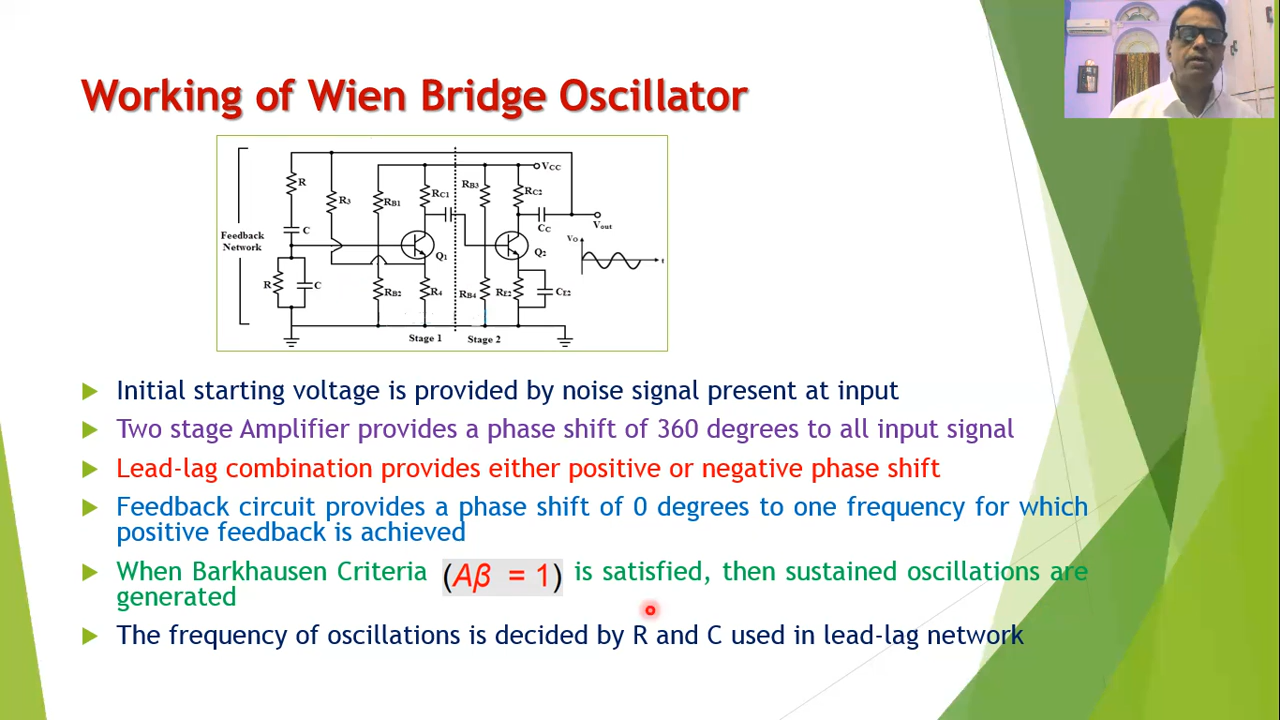 Working of Wien Bridge Oscillator
Feedback
Network
R
C
R
C
R3
RB1
RB2
RC1
Q1
R4
Stage 1
RB3
RB4
VCC
RC2
CC
Vout
Q2
RE2
CE2
Stage 2
VO
t
Initial starting voltage is provided by noise signal present at input
Two stage Amplifier provides a phase shift of 360 degrees to all input signal
Lead-lag combination provides either positive or negative phase shift
Feedback circuit provides a phase shift of 0 degrees to one frequency for which
positive feedback is achieved
When Barkhausen Criteria (Aβ = 1) is satisfied, then sustained oscillations are
generated
The frequency of oscillations is decided by R and C used in lead-lag network